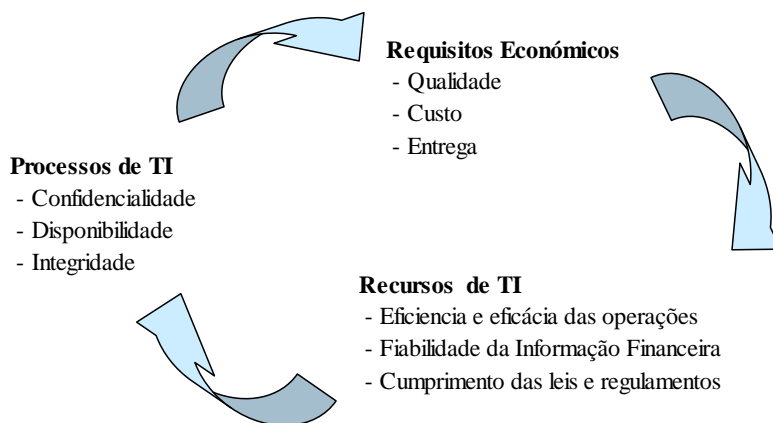 Requisitos Económicos
- Qualidade
- Custo
- Entrega
Processos de TI
- Confidencialidade
- Disponibilidade
- Integridade
Recursos de TI
- Eficiencia e eficácia das operações
- Fiabilidade da Informação Financeira
- Cumprimento das leis e regulamentos